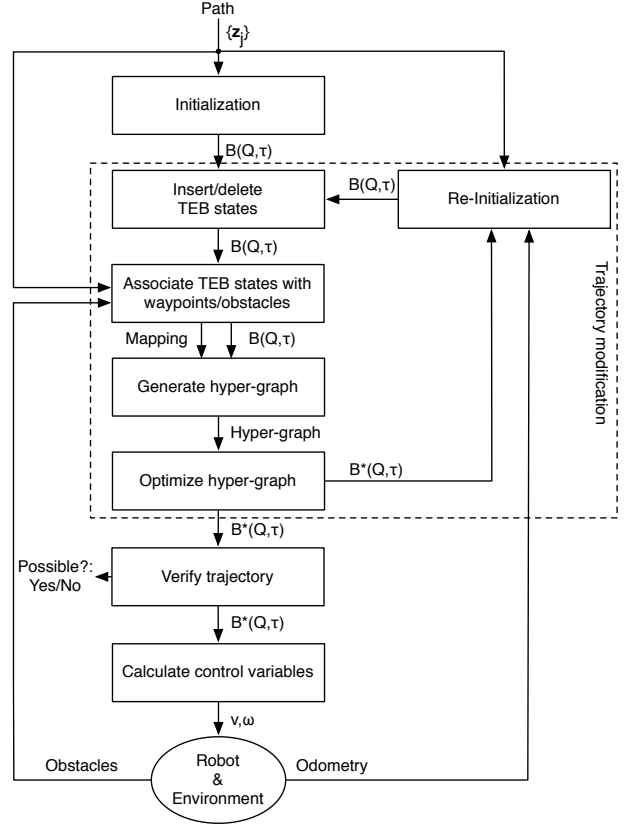 Path
{z_j}
Initialization
B(Q,τ)
Insert/delete
TEB states
B(Q,τ)
Re-Initialization
B(Q,τ)
Associate TEB states with
waypoints/obstacles
Mapping
B(Q,τ)
Generate hyper-graph
Hyper-graph
Optimize hyper-graph
B*(Q,τ)
Trajectory modification
B*(Q,τ)
Possible?:
Yes/No
Verify trajectory
B*(Q,τ)
Calculate control variables
v,ω
Obstacles
Robot
&
Environment
Odometry